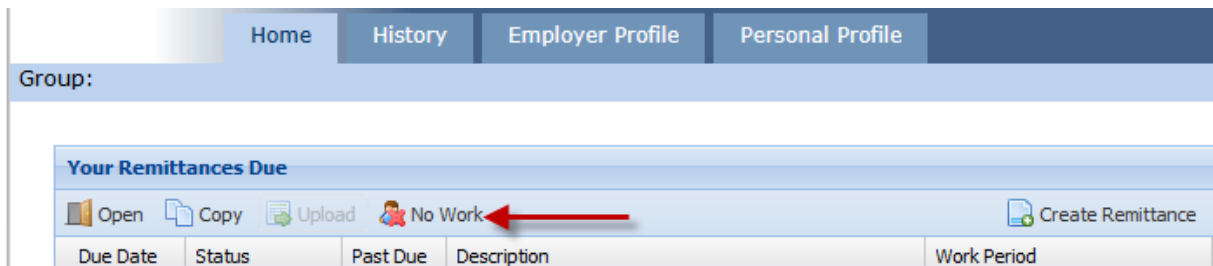 Home History Employer Profile Personal Profile
Group:
Your Remittances Due
Open Copy Upload No Work Create Remittance
Due Date Status Past Due Description Work Period